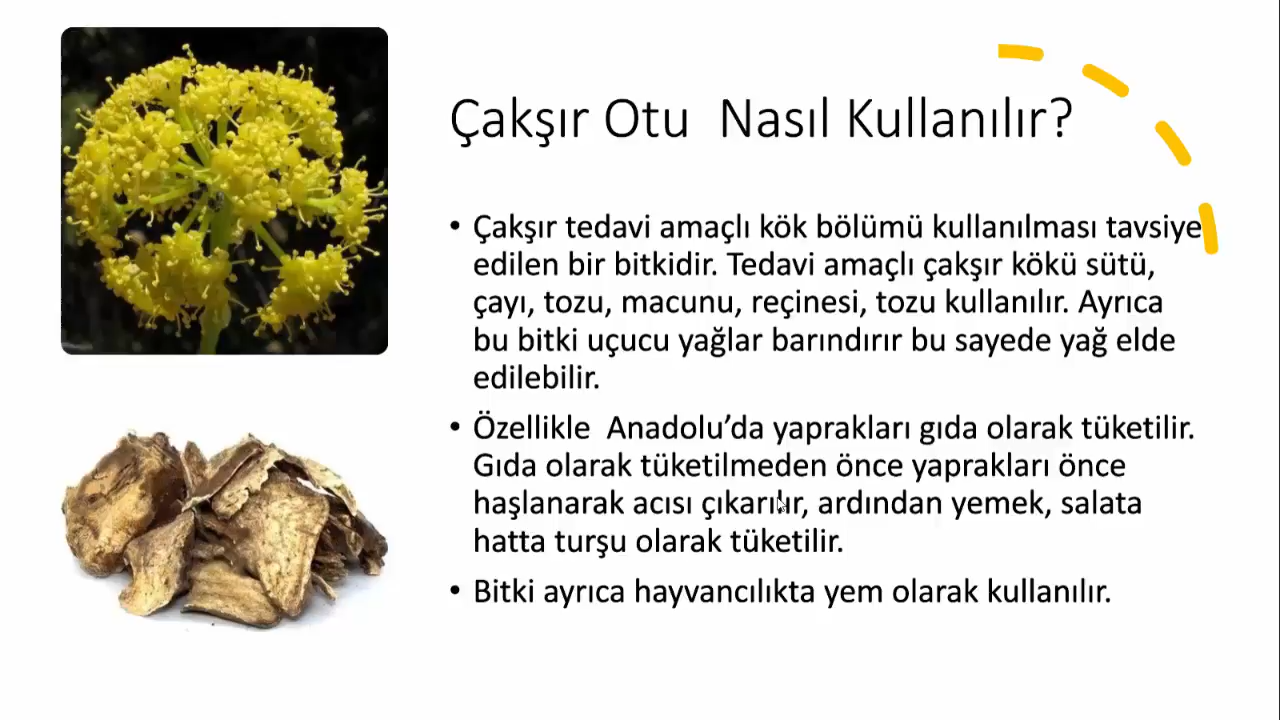 Çakşır Otu  Nasıl Kullanılır?
• Çakşır tedavi amaçlı kök bölümü kullanılması tavsiye
edilen bir bitkidir. Tedavi amaçlı çakşır kökü sütü,
çayı, tozu, macunu, reçinesi, tozu kullanılır. Ayrıca
bu bitki uçucu yağlar barındırır bu sayede yağ elde
edilebilir.
• Özellikle  Anadolu’da yaprakları gıda olarak tüketilir.
Gıda olarak tüketilmeden önce yaprakları önce
haşlanarak acısı çıkarılır, ardından yemek, salata
hatta turşu olarak tüketilir.
• Bitki ayrıca hayvancılıkta yem olarak kullanılır.